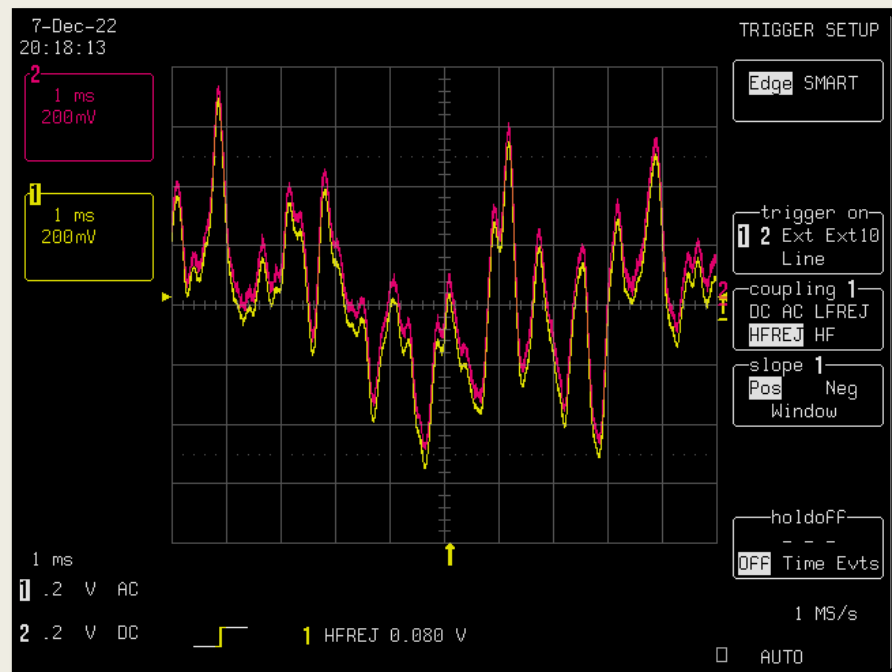 7-Dec-22
20:18:13
2
1 ms
200mV
1
1 ms
200mV
TRIGGER SETUP
Edge SMART
trigger on
1 2 Ext Ext10
Line
coupling 1
DC AC LFREJ
HFREJ HF
slope 1
Pos Neg
Window
holdoff
- - -
OFF Time Evts
2
1
1 ms
1 .2 V AC
2 .2 V DC
1 HFREJ 0.080 V
1 MS/s
AUTO